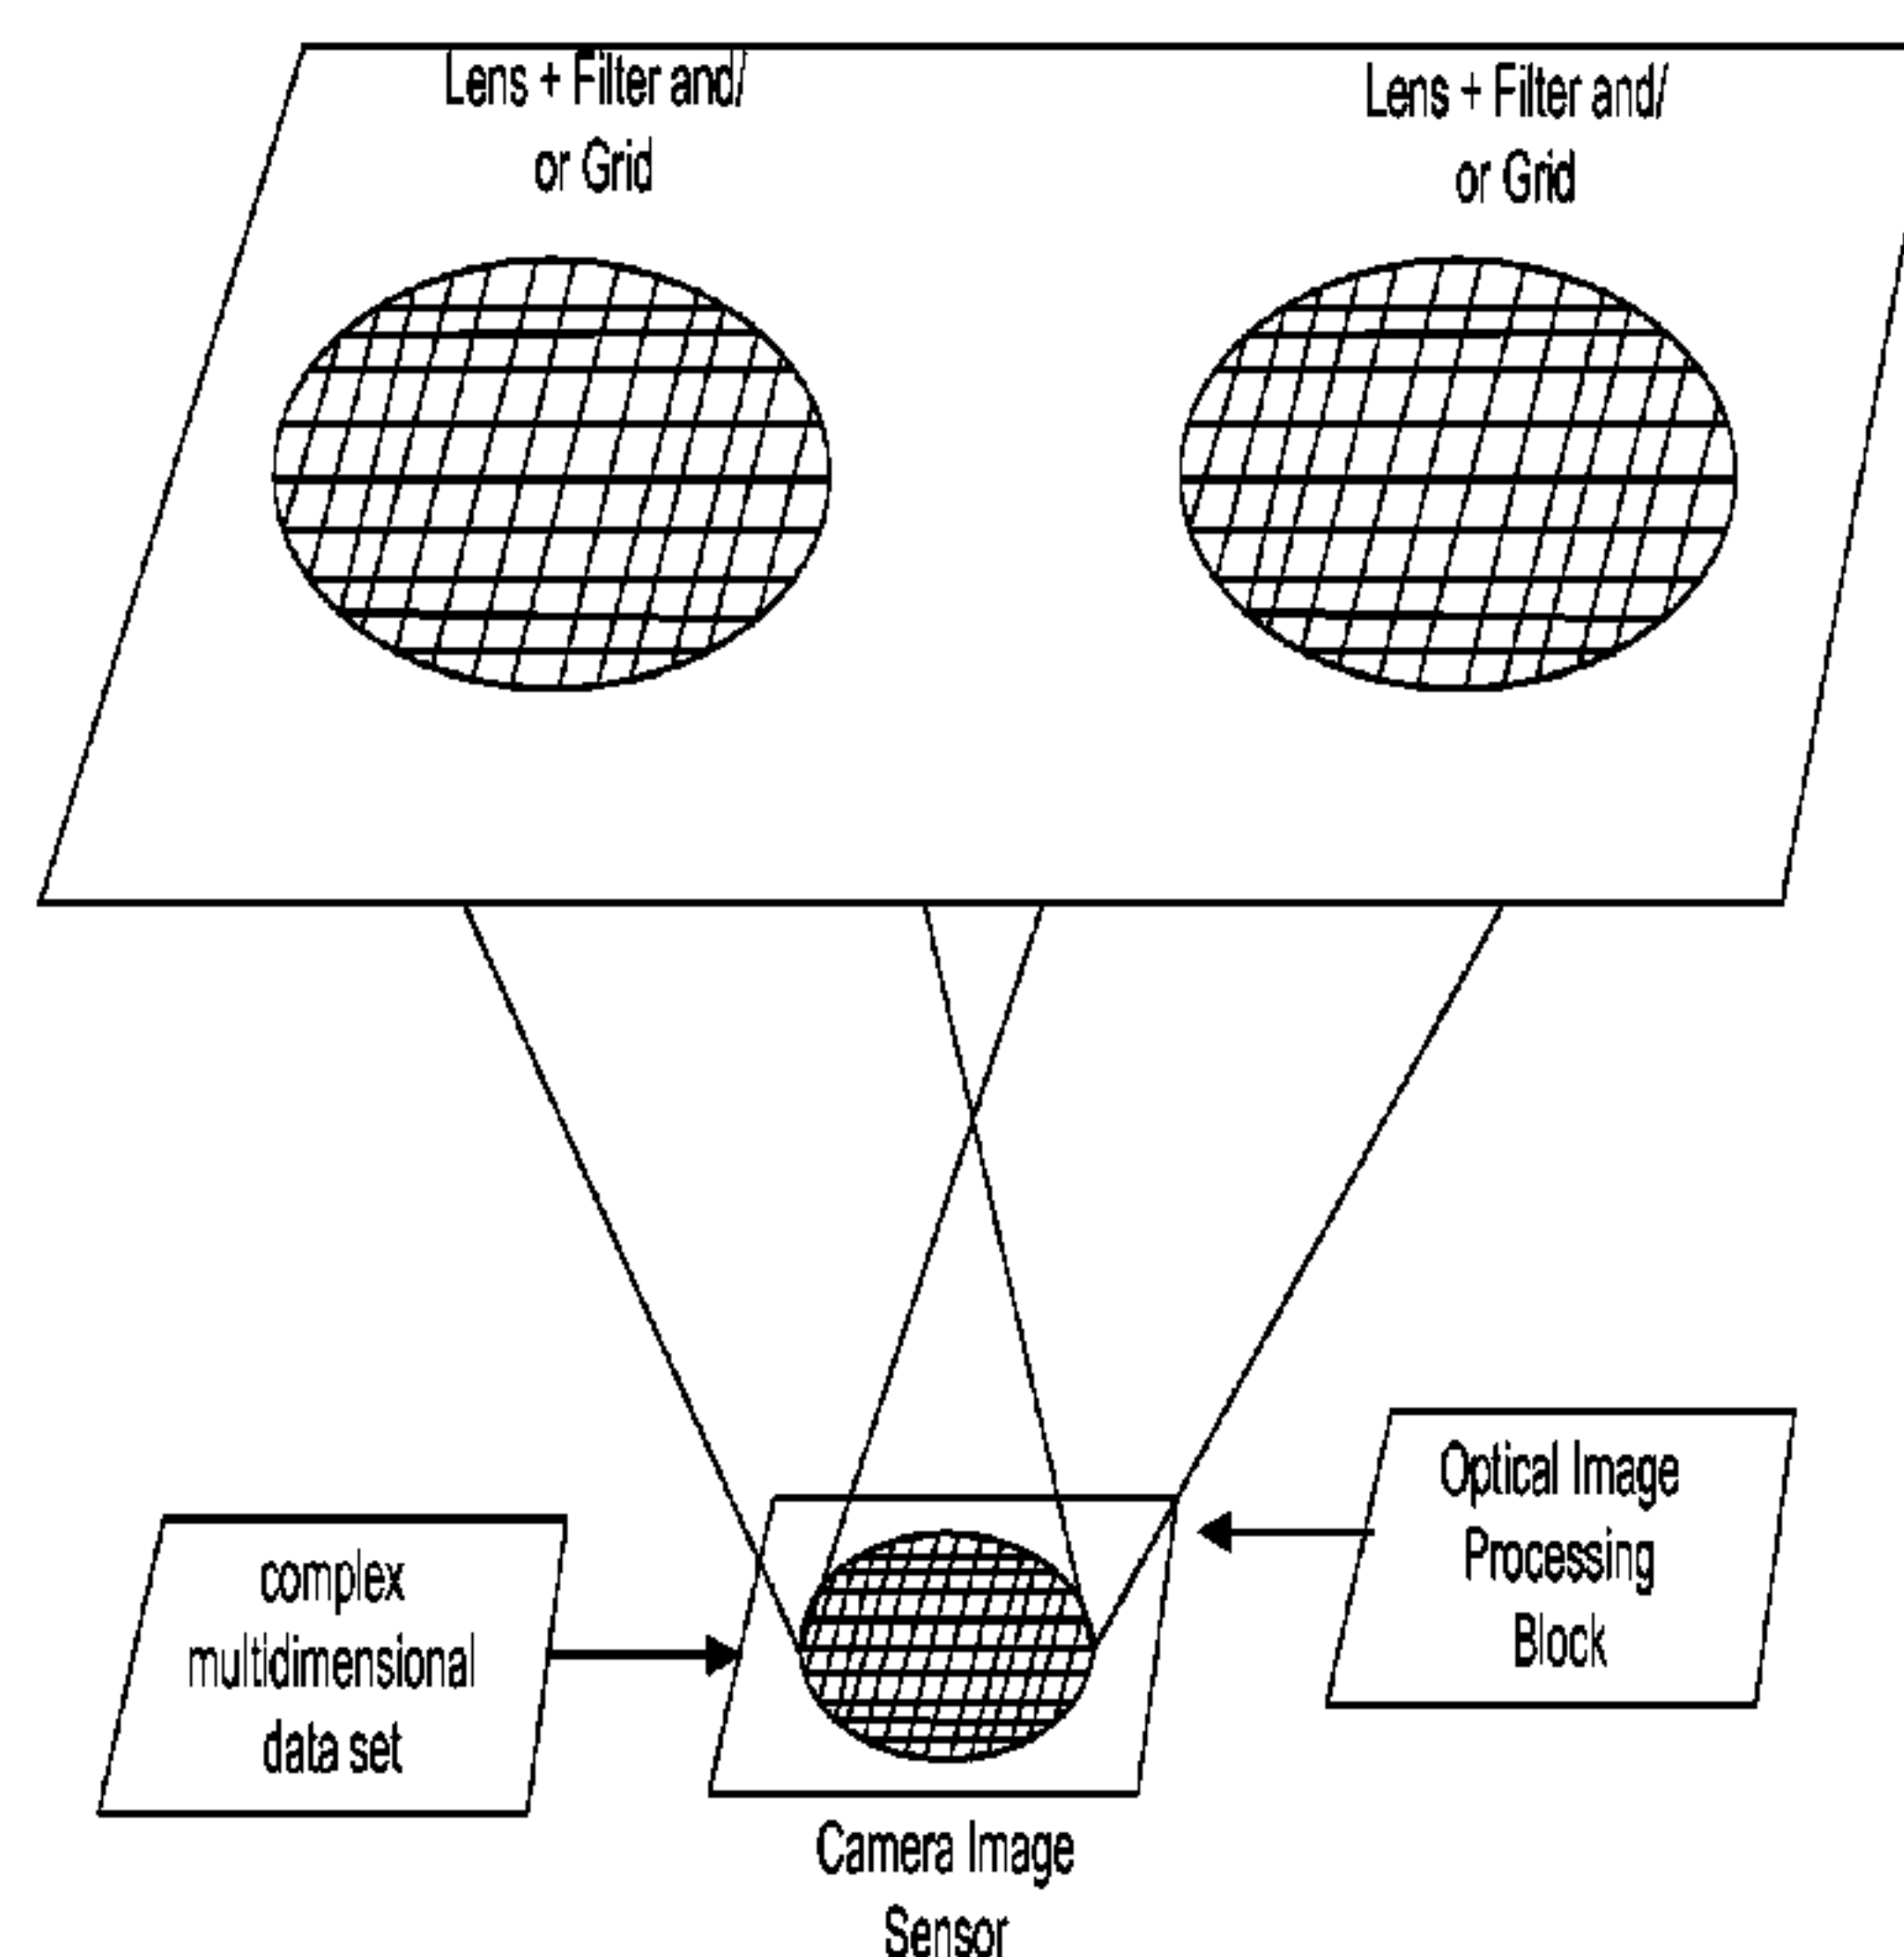 Lens + Filter and/
or Grid
Lens + Filter and/
or Grid
Optical Image
Processing
Block
complex
multidimensional
data set
Camera Image
Sensor